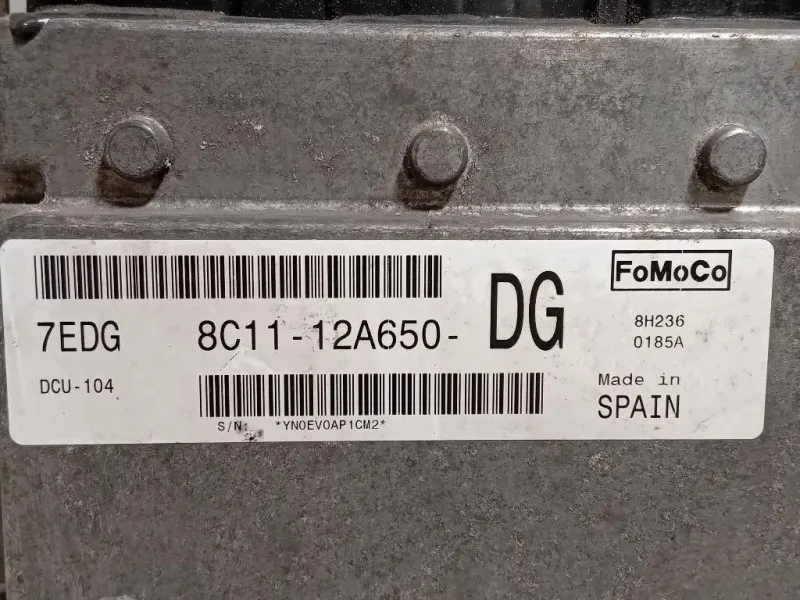 FoMoCo
7EDG 8C11-12A650- DG
8H236
0185A
DCU-104
Made in
SPAIN
S/N: *YN0EV0AP1CM2*